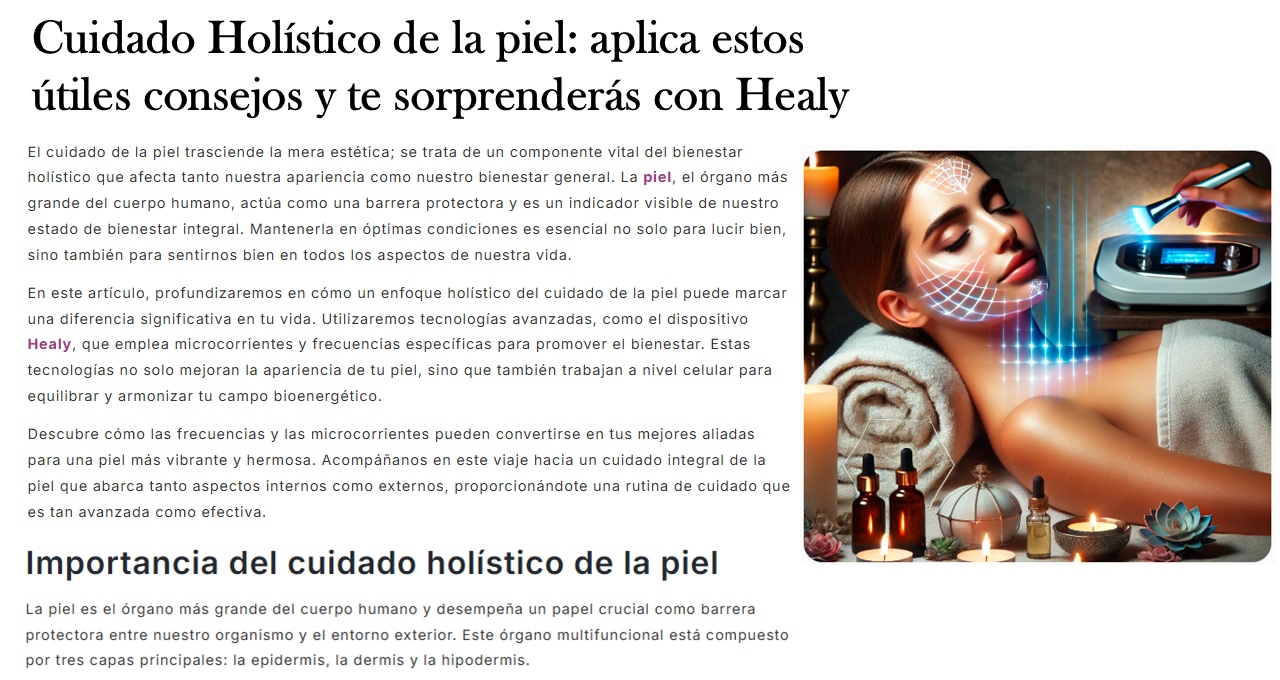 Cuidado Holístico de la piel: aplica estos
útiles consejos y te sorprenderás con Healy
El cuidado de la piel trasciende la mera estética; se trata de un componente vital del bienestar
holístico que afecta tanto nuestra apariencia como nuestro bienestar general. La piel, el órgano más
grande del cuerpo humano, actúa como una barrera protectora y es un indicador visible de nuestro
estado de bienestar integral. Mantenerla en óptimas condiciones es esencial no solo para lucir bien,
sino también para sentirnos bien en todos los aspectos de nuestra vida.
En este artículo, profundizaremos en cómo un enfoque holístico del cuidado de la piel puede marcar
una diferencia significativa en tu vida. Utilizaremos tecnologías avanzadas, como el dispositivo
Healy, que emplea microcorrientes y frecuencias específicas para promover el bienestar. Estas
tecnologías no solo mejoran la apariencia de tu piel, sino que también trabajan a nivel celular para
equilibrar y armonizar tu campo bioenergético.
Descubre cómo las frecuencias y las microcorrientes pueden convertirse en tus mejores aliadas
para una piel más vibrante y hermosa. Acompáñanos en este viaje hacia un cuidado integral de la
piel que abarca tanto aspectos internos como externos, proporcionándote una rutina de cuidado que
es tan avanzada como efectiva.
Importancia del cuidado holístico de la piel
La piel es el órgano más grande del cuerpo humano y desempeña un papel crucial como barrera
protectora entre nuestro organismo y el entorno exterior. Este órgano multifuncional está compuesto
por tres capas principales: la epidermis, la dermis y la hipodermis.